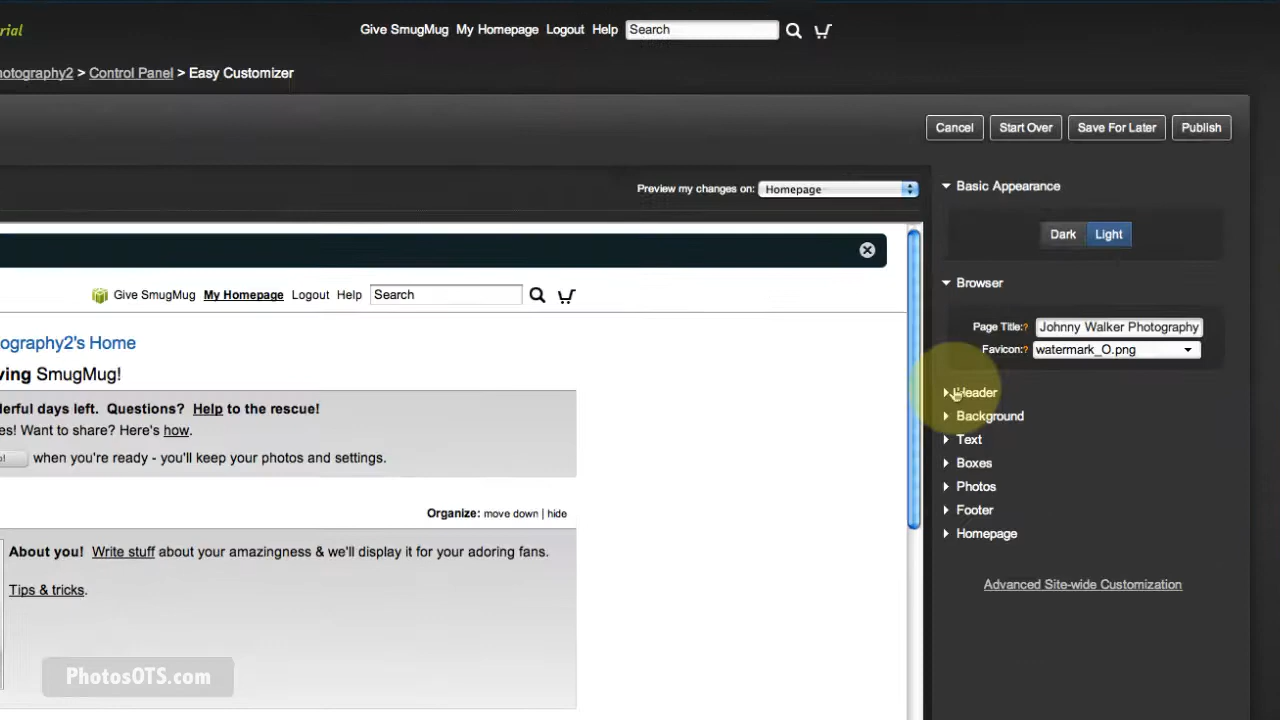 rial
Give SmugMug My Homepage Logout Help Search
otography2 > Control Panel > Easy Customizer
Cancel Start Over Save For Later Publish
Preview my changes on: Homepage
Basic Appearance
Dark Light
Browser
Page Title:? Johnny Walker Photography
Favicon:? watermark_O.png
Header
Background
Text
Boxes
Photos
Footer
Homepage
Advanced Site-wide Customization
Give SmugMug My Homepage Logout Help Search
ography2's Home
ving SmugMug!
derful days left. Questions? Help to the rescue!
es! Want to share? Here's how.
o! when you're ready - you'll keep your photos and settings.
Organize: move down | hide
About you! Write stuff about your amazingness & we'll display it for your adoring fans.
Tips & tricks.
PhotosOTS.com